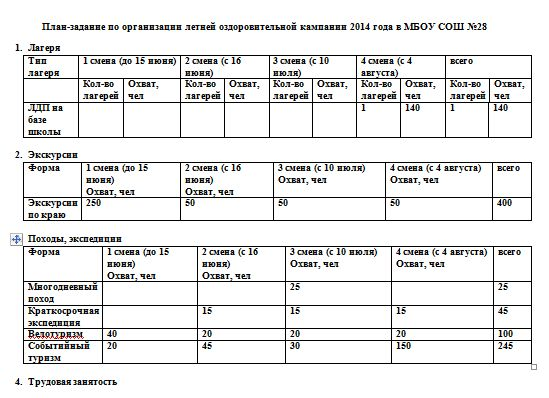 План-задание по организации летней оздоровительной кампании 2014 года в МБОУ СОШ №28
1. Лагеря
Тип лагеря 1 смена (до 15 июня) 2 смена (с 16 июня) 3 смена (с 10 июля) 4 смена (с 4 августа) всего
Кол-во лагерей Охват, чел Кол-во лагерей Охват, чел Кол-во лагерей Охват, чел Кол-во лагерей Охват, чел Кол-во лагерей Охват, чел
ЛДП на базе школы 1 140 1 140
2. Экскурсии
Форма 1 смена (до 15 июня) Охват, чел 2 смена (с 16 июня) Охват, чел 3 смена (с 10 июля) Охват, чел 4 смена (с 4 августа) Охват, чел всего
Экскурсии по краю 250 50 50 50 400
Походы, экспедиции
Форма 1 смена (до 15 июня) Охват, чел 2 смена (с 16 июня) Охват, чел 3 смена (с 10 июля) Охват, чел 4 смена (с 4 августа) Охват, чел всего
Многодневный поход 25 25
Краткосрочная экспедиция 15 15 15 45
Велотуризм 40 20 20 20 100
Событийный туризм 20 45 30 150 245
4. Трудовая занятость